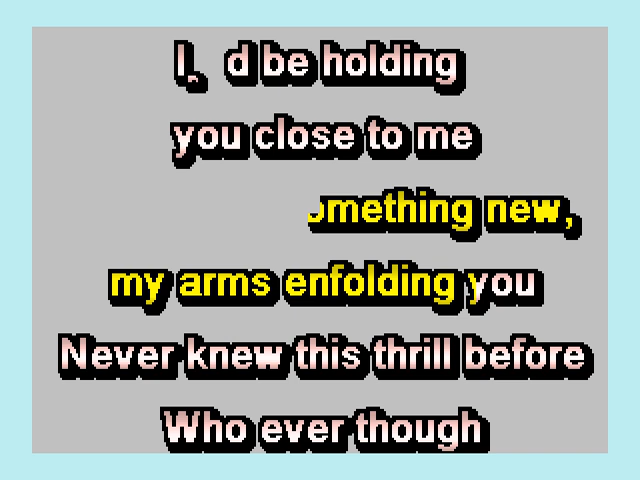 d be holding
you close to me
new,
my arms enfolding you
Never knew this thrill before
Who ever though